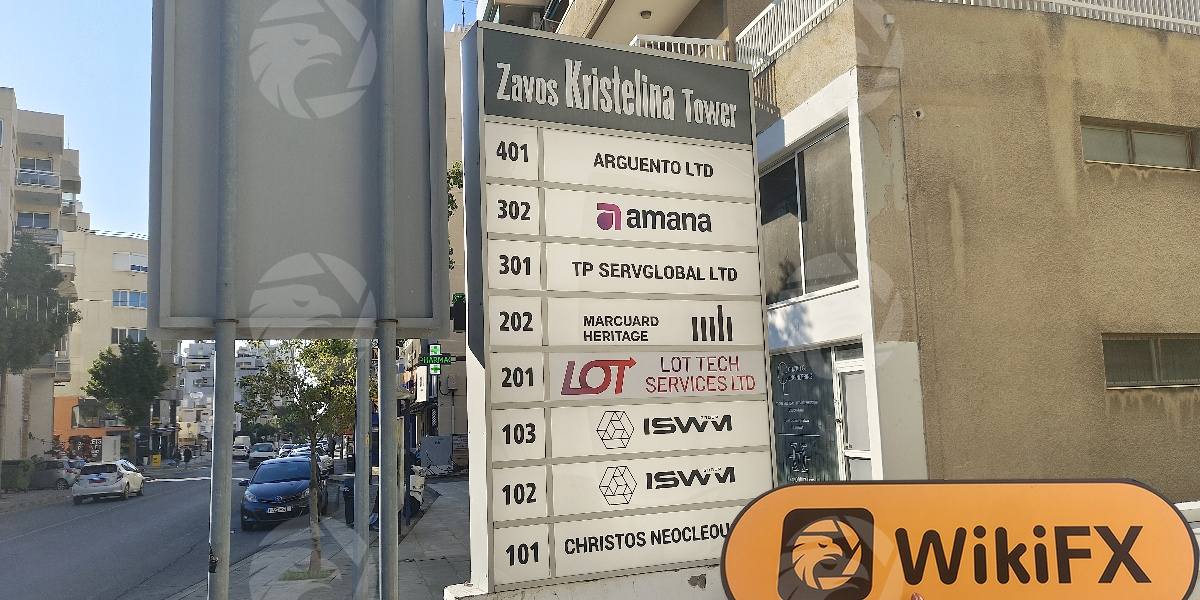 Zavos Kristelina Tower
401 ARGUENTO LTD
302 amana
301 TP SERVGLOBAL LTD
202 MARCUARD
HERITAGE
201 LOT LOT TECH
SERVICES LTD
103 ISWM
102 ISWM
101 CHRISTOS NEOCLEOU
PHARMAC
WikiFX